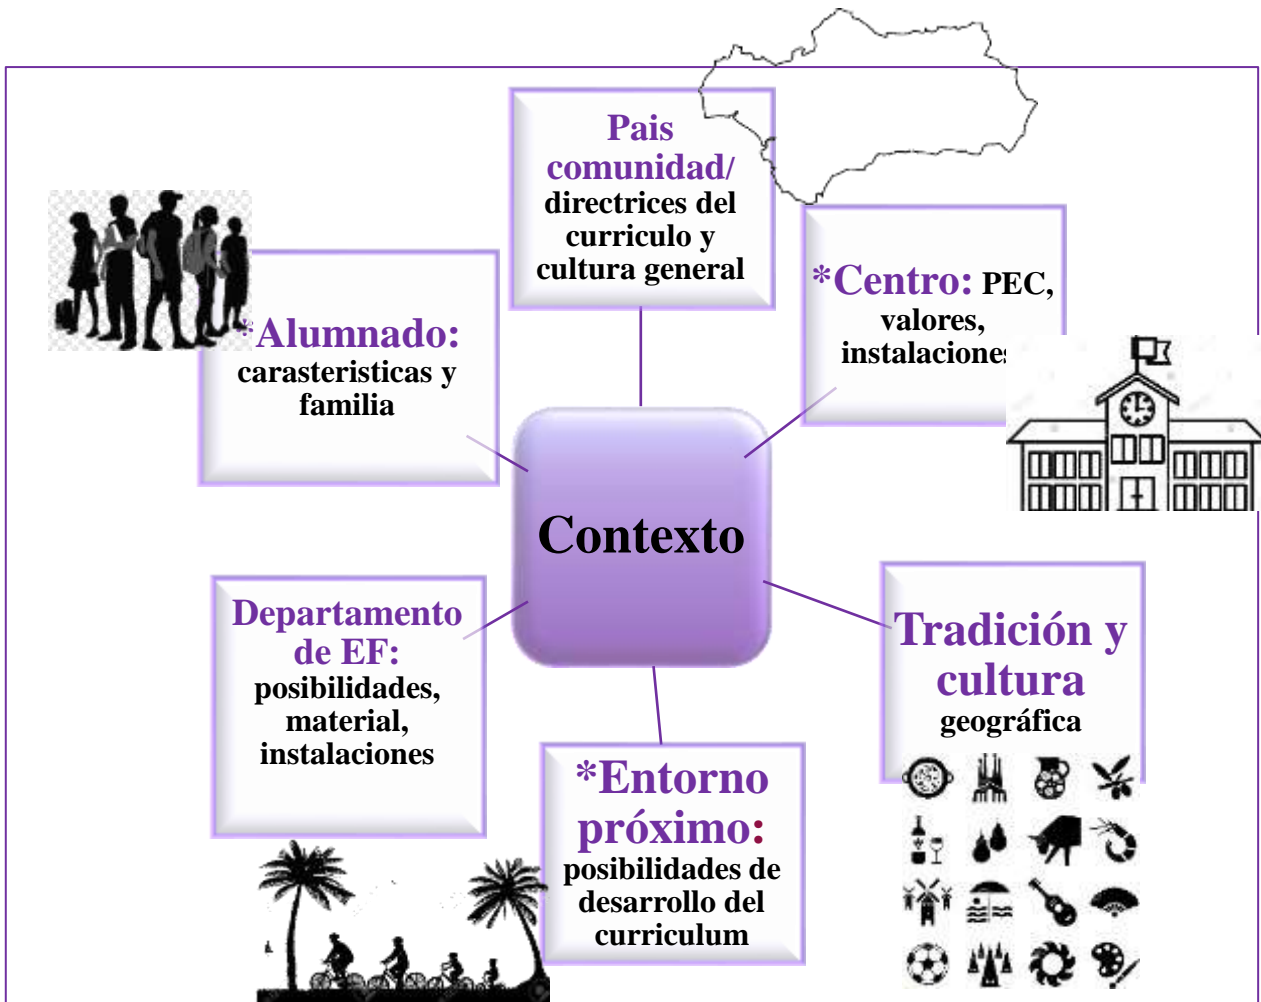 Pais
comunidad/
directrices del
curriculo y
cultura general
*Centro: PEC,
valores,
instalaciones
*Alumnado:
carasteristicas y
familia
Contexto
Departamento
de EF:
posibilidades,
material,
instalaciones
Tradición y
cultura
geográfica
*Entorno
próximo:
posibilidades de
desarrollo del
curriculum